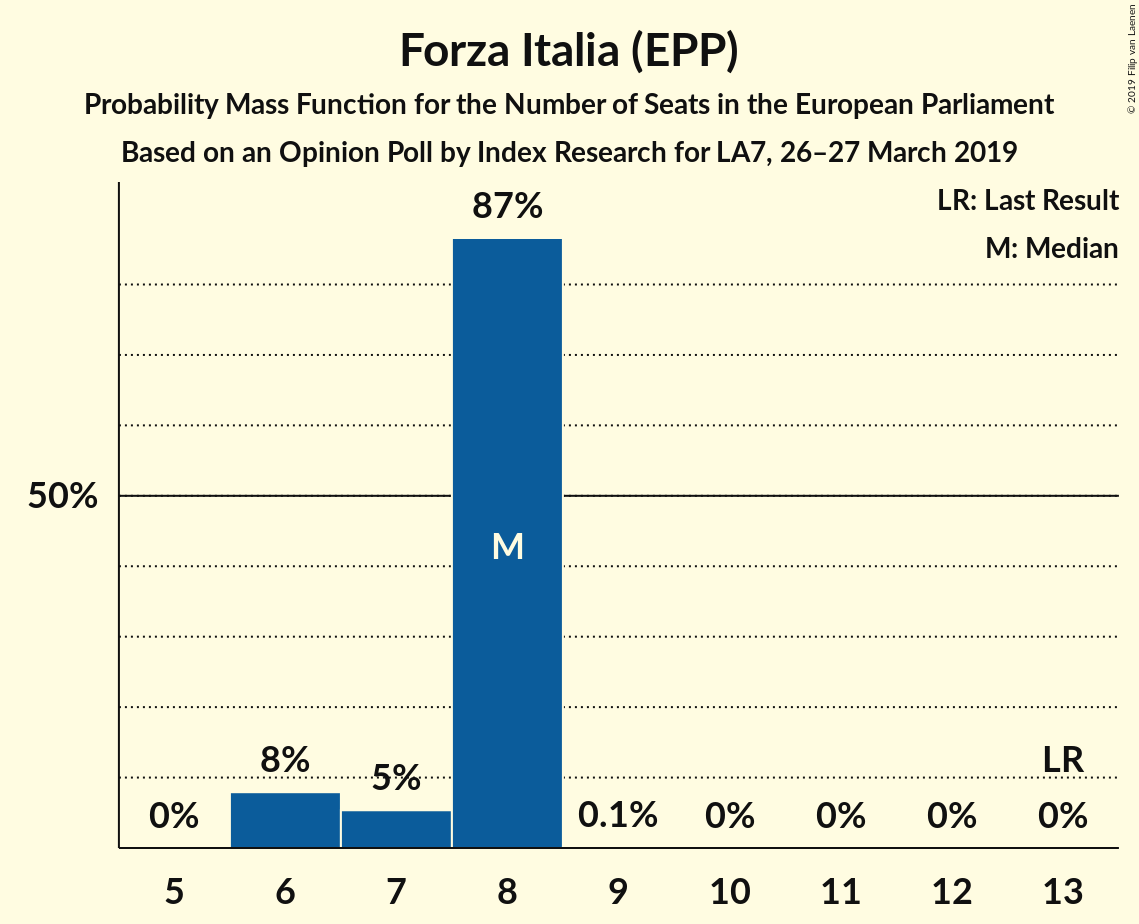 Forza Italia (EPP)
Probability Mass Function for the Number of Seats in the European Parliament
Based on an Opinion Poll by Index Research for LA7, 26–27 March 2019
© 2019 Filip van Laenen
LR: Last Result
M: Median
87%
50%
M
8%
5%
LR
0%
0.1%
0%
0%
0%
0%
5 6 7 8 9 10 11 12 13